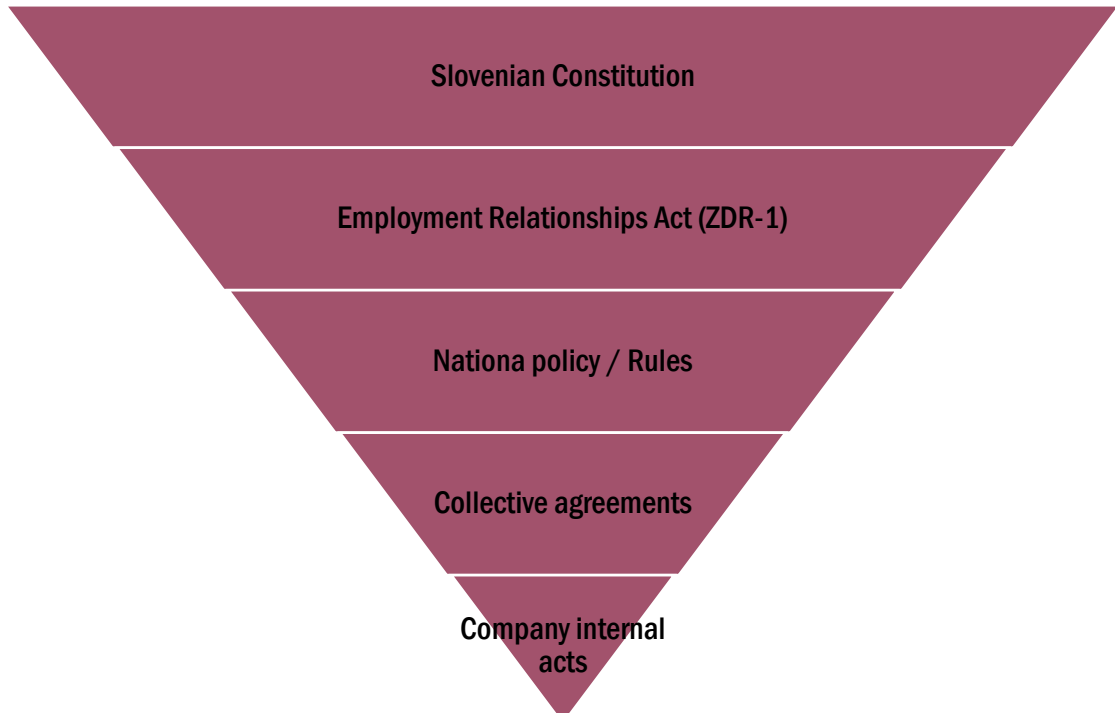 Slovenian Constitution
Employment Relationships Act (ZDR-1)
Nationa policy / Rules
Collective agreements
Company internal
acts